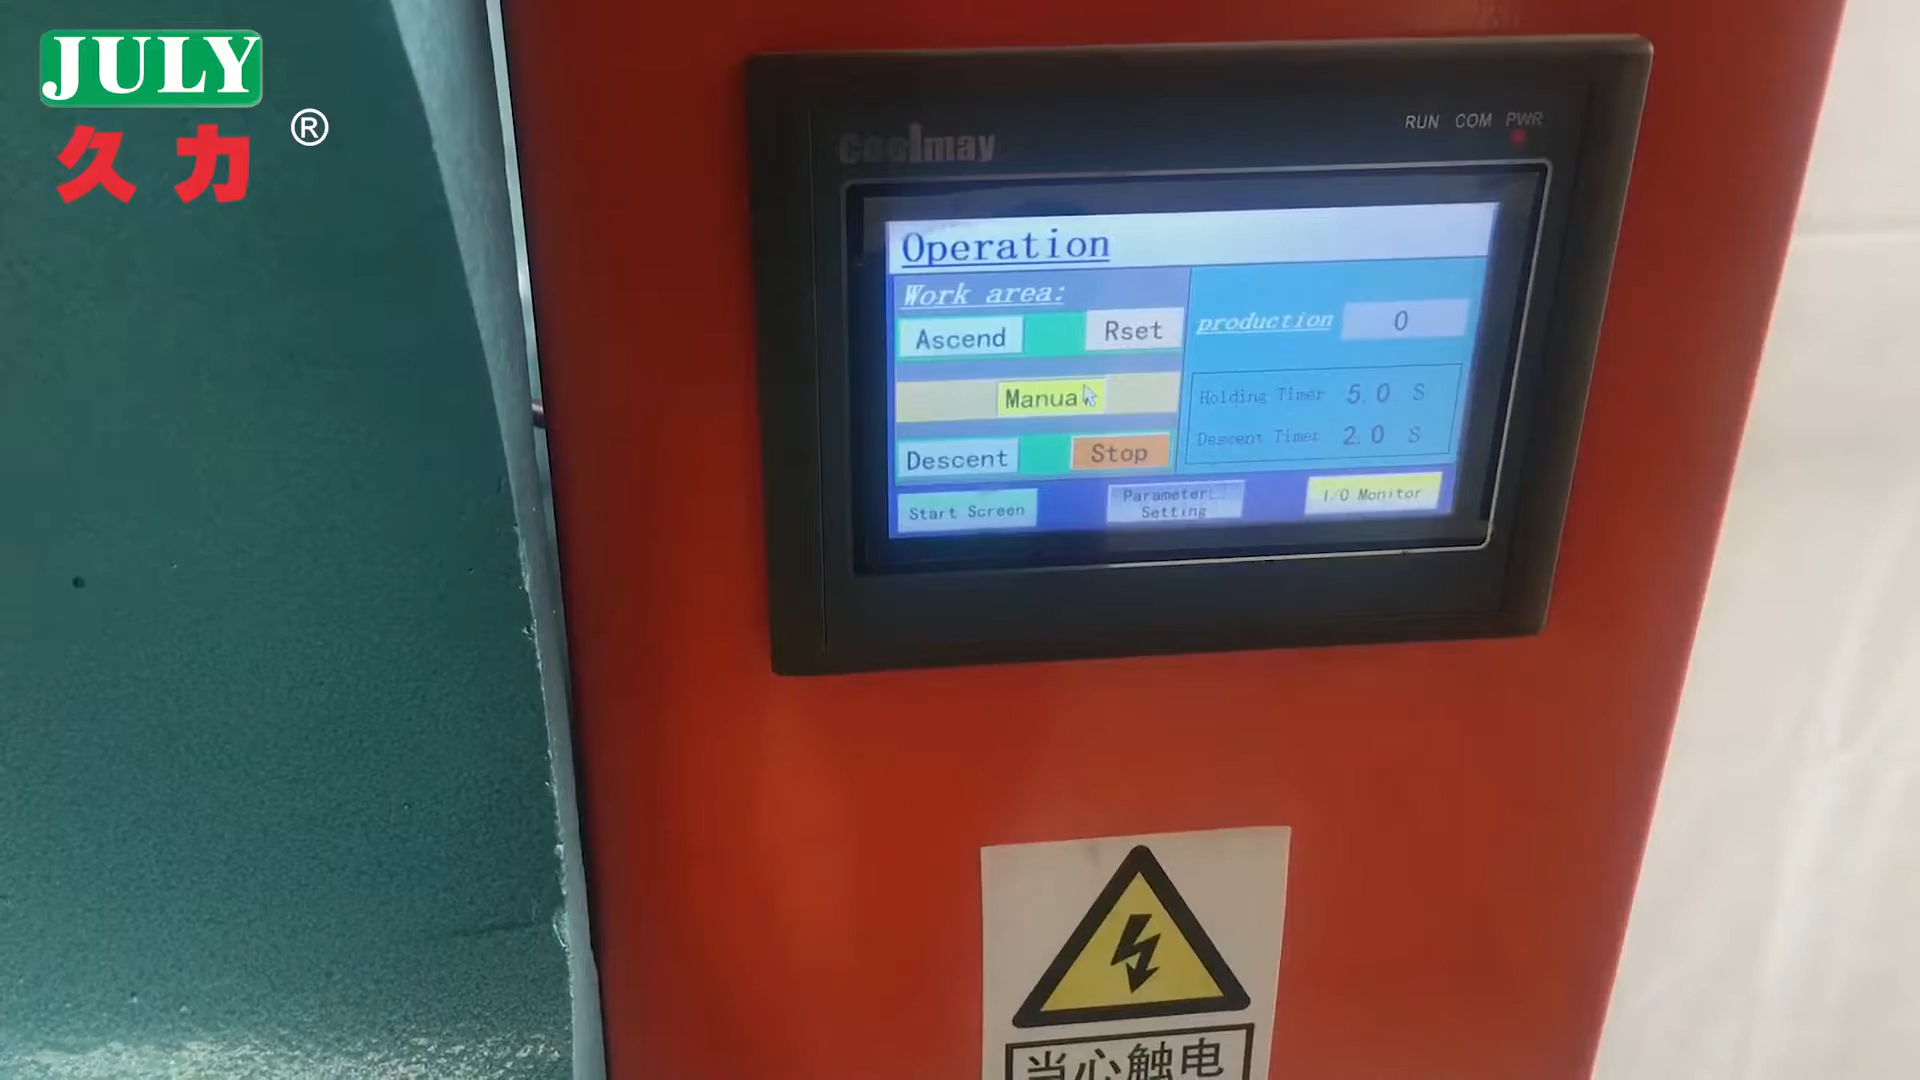 JULY
久力
®
Coolmay
RUN COM PWR
Operation
Work area:
Ascend
Rset
production
0
Manua
Holding Timer 5.0 S
Descent
Stop
Descent Timer 2.0 S
Start Screen
Parameter
Setting
I/O Monitor
当心触电